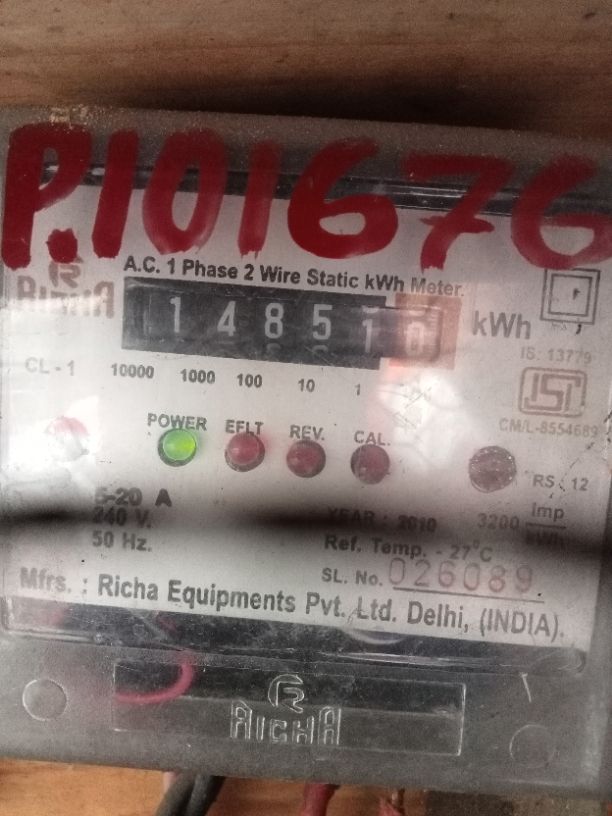 P.101676
RICHA
A.C. 1 Phase 2 Wire Static kWh Meter.
1 4 8 5 1 0 kWh
IS: 13779
CL - 1 10000 1000 100 10 1
ISI
CM/L-8554689
POWER EFLT REV. CAL.
RS : 12
5-20 A
240 V.
50 Hz.
YEAR : 2010 3200 Imp/kWh
Ref. Temp. - 27°C
SL. No. 026089
Mfrs. : Richa Equipments Pvt. Ltd. Delhi, (INDIA).
RICHA